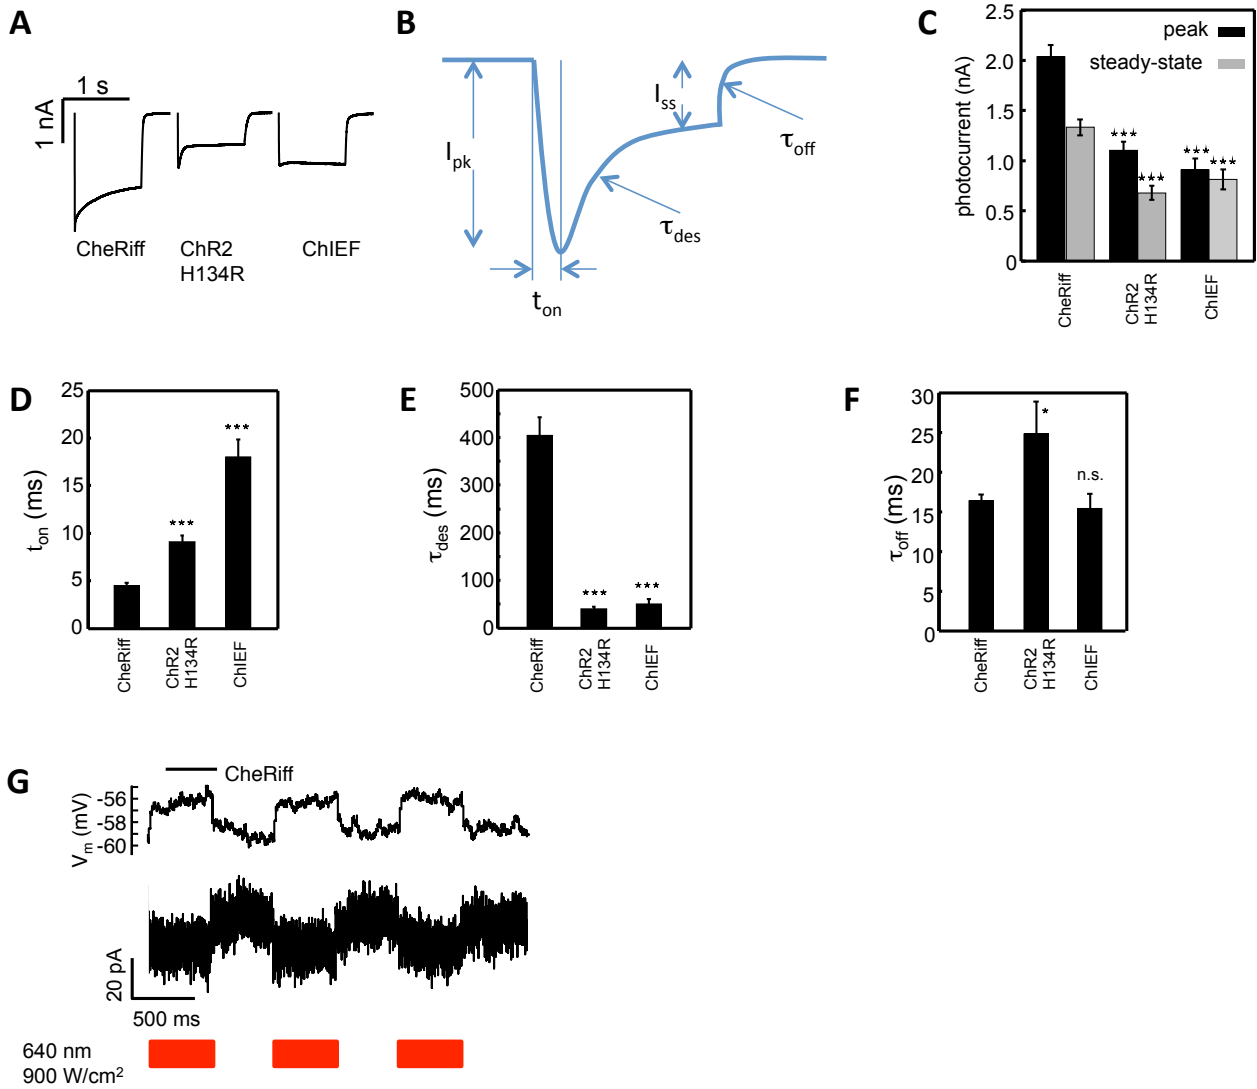 A
1 s
1 nA
CheRiff
ChR2
H134R
ChIEF
B
Ipk
Iss
τoff
τdes
ton
C
photocurrent (nA)
2.5
2.0
1.5
1.0
0.5
0
peak
steady-state
***
***
***
***
CheRiff
ChR2
H134R
ChIEF
D
ton (ms)
25
20
15
10
5
0
***
***
CheRiff
ChR2
H134R
ChIEF
E
τdes (ms)
500
400
300
200
100
0
***
***
CheRiff
ChR2
H134R
ChIEF
F
τoff (ms)
30
25
20
15
10
5
0
*
n.s.
CheRiff
ChR2
H134R
ChIEF
G
CheRiff
Vm (mV)
-56
-58
-60
20 pA
500 ms
640 nm
900 W/cm²